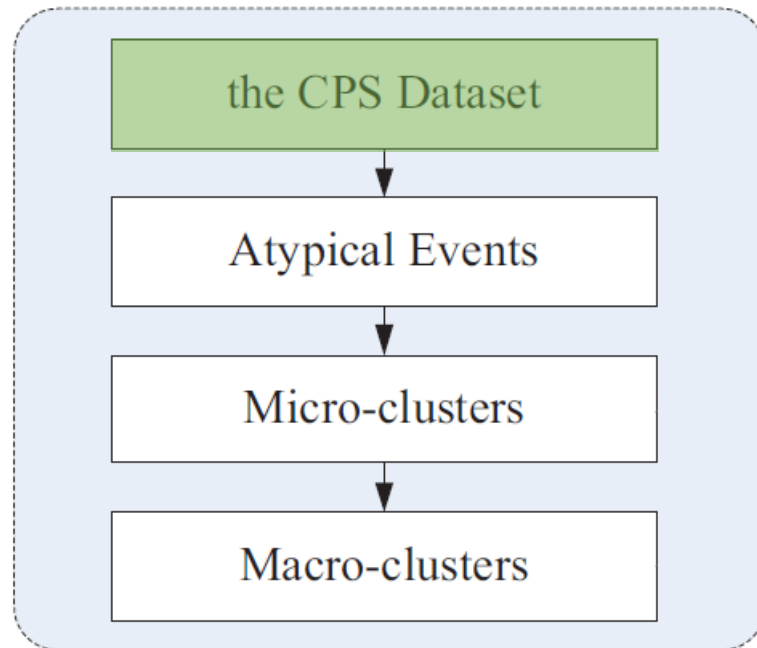 the CPS Dataset
Atypical Events
Micro-clusters
Macro-clusters